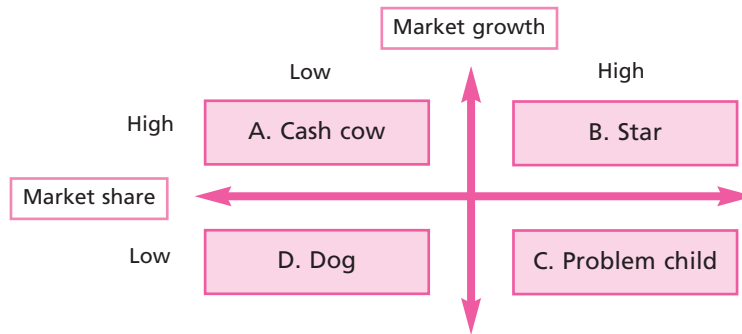 Market growth
Low
High
High
A. Cash cow
B. Star
Market share
Low
D. Dog
C. Problem child